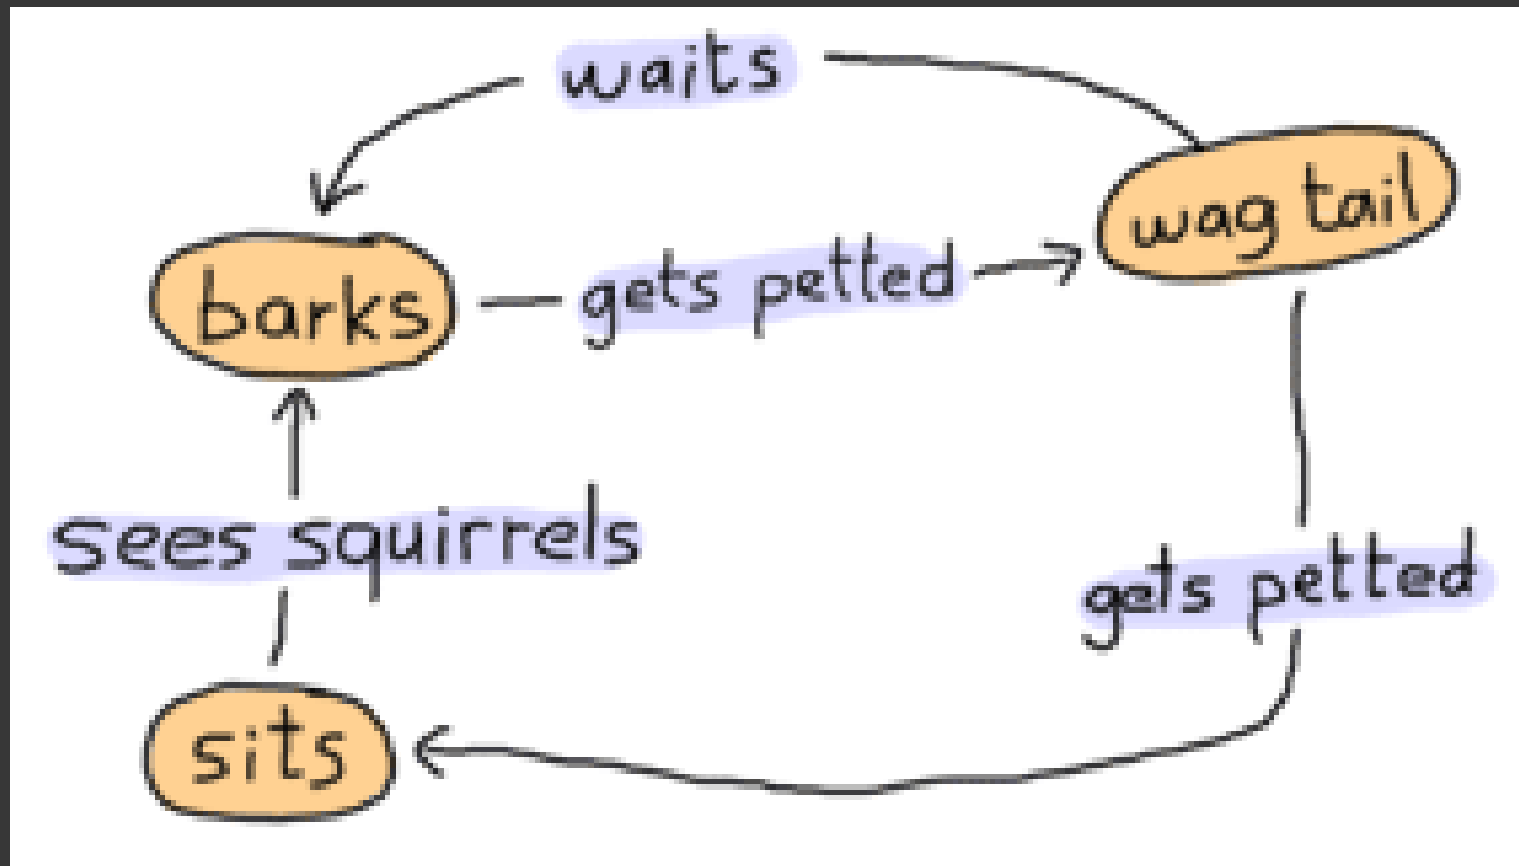 waits
wag tail
barks
gets petted
sees squirrels
gets petted
sits